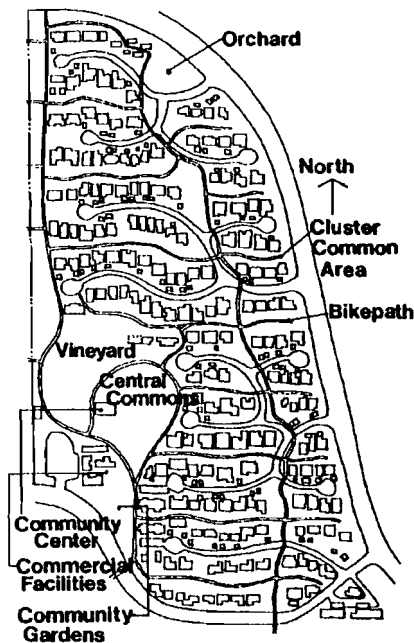 Orchard
North
Cluster
Common
Area
Bikepath
Vineyard
Central
Commons
Community
Center
Commercial
Facilities
Community
Gardens